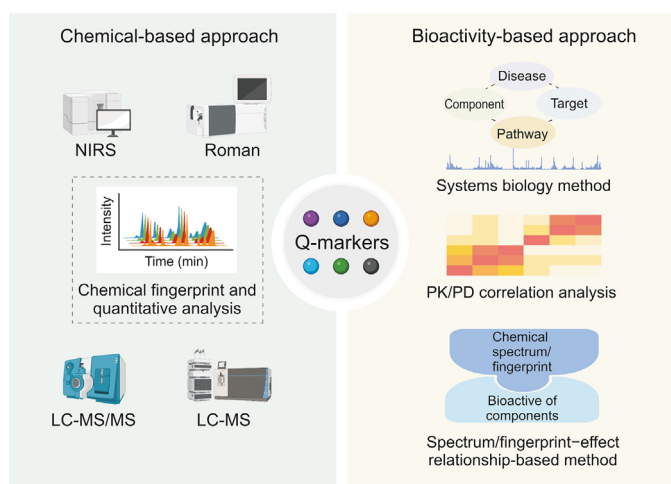 Chemical-based approach
NIRS
Roman
Intensity
Time (min)
Chemical fingerprint and
quantitative analysis
LC-MS/MS
LC-MS
Q-markers
Bioactivity-based approach
Disease
Component
Target
Pathway
Systems biology method
PK/PD correlation analysis
Chemical
spectrum/
fingerprint
Bioactive of
components
Spectrum/fingerprint−effect
relationship-based method